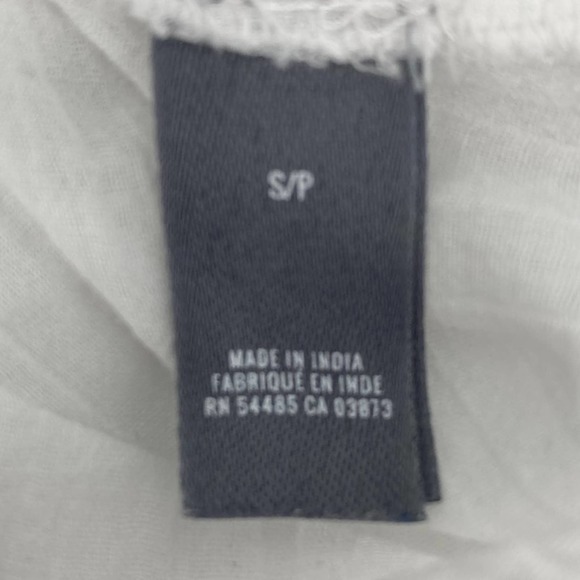 S/P
MADE IN INDIA
FABRIQUÉ EN INDE
RN 54485 CA 03873